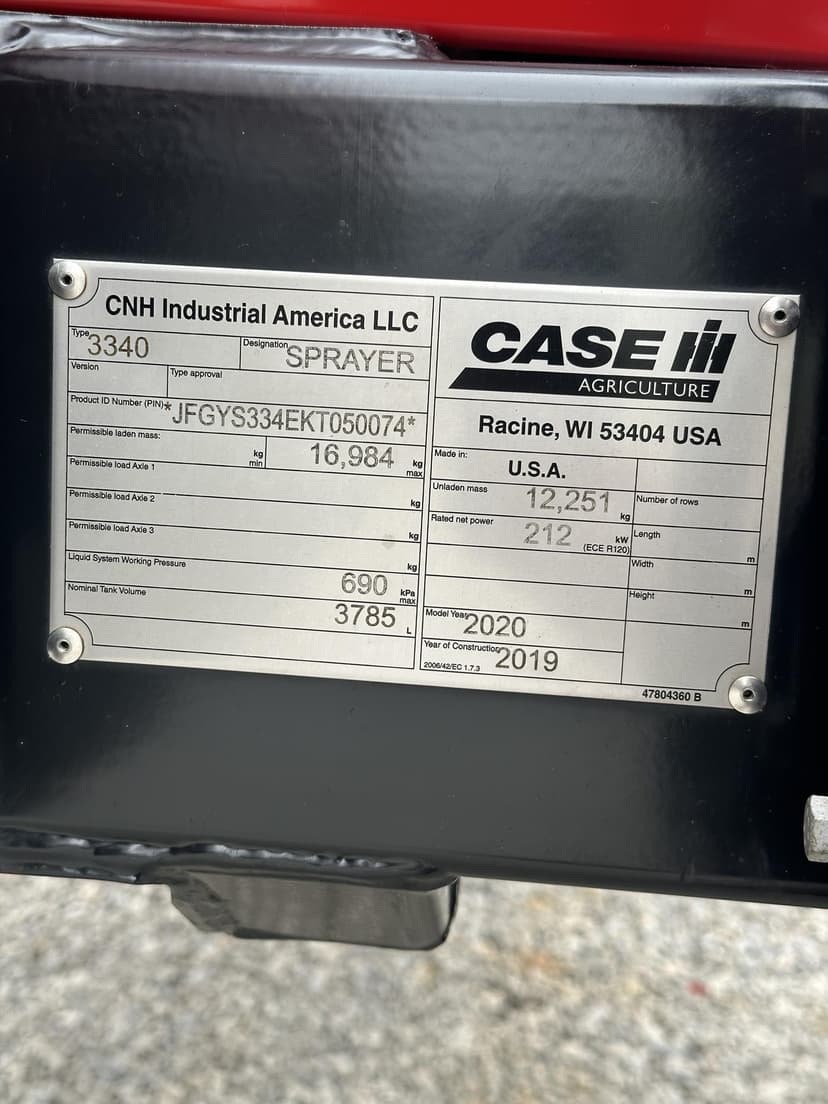 CNH Industrial America LLC
Type 3340 Designation SPRAYER
Version Type approval
Product ID Number (PIN) *JFGYS334EKT050074*
Permissible laden mass: kg min 16,984 kg max
Permissible load Axle 1 kg
Permissible load Axle 2 kg
Permissible load Axle 3 kg
Liquid System Working Pressure 690 kPa max
Nominal Tank Volume 3785 L
CASE IH
AGRICULTURE
Racine, WI 53404 USA
Made in: U.S.A.
Unladen mass 12,251 kg Number of rows
Rated net power 212 kW (ECE R120) Length m
Width m
Height m
Model Year 2020
Year of Construction 2019
2006/42/EC 1.7.3
47804360 B